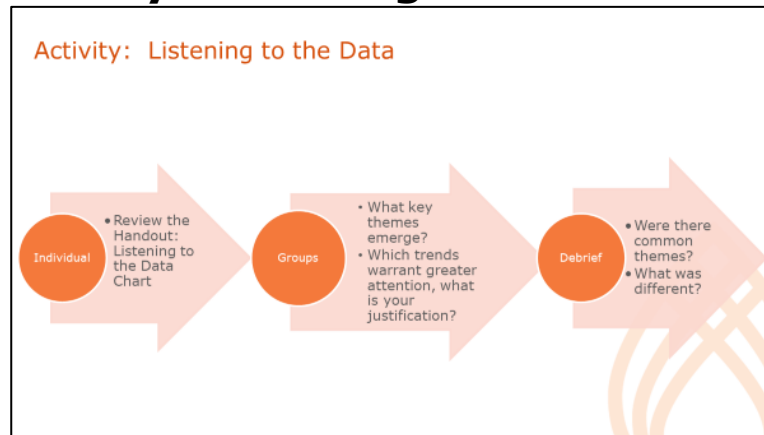 Activity: Listening to the Data
Individual
• Review the
Handout:
Listening to
the Data
Chart
Groups
• What key
themes
emerge?
• Which trends
warrant greater
attention, what
is your
justification?
Debrief
• Were there
common
themes?
• What was
different?